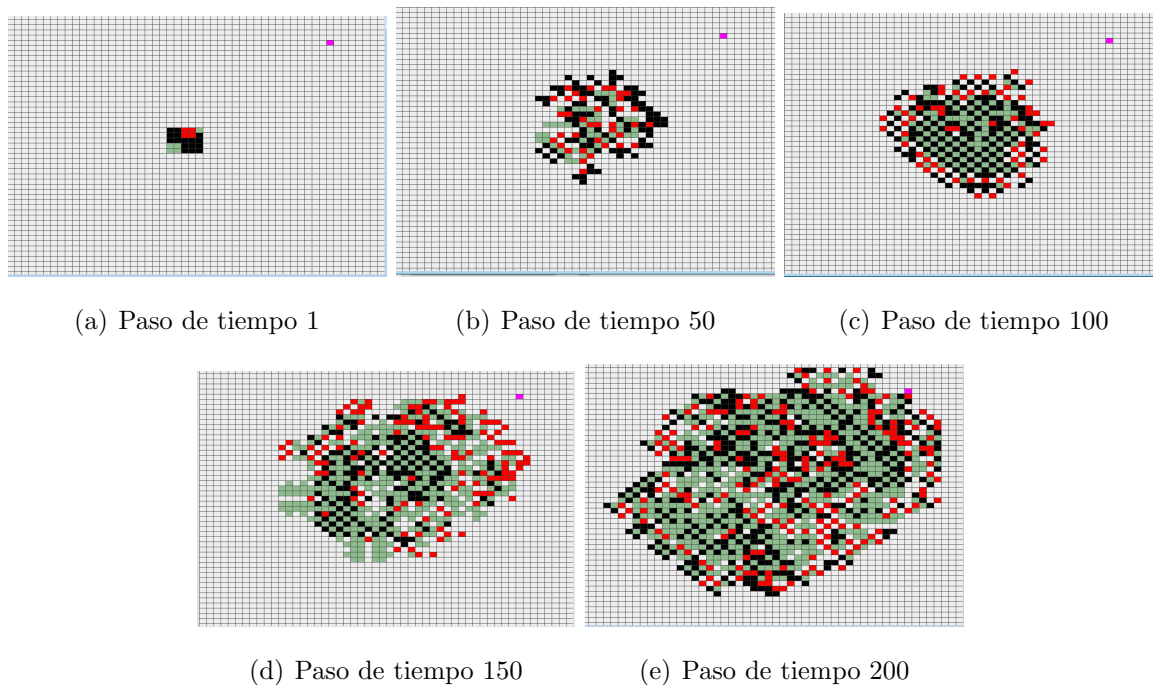 (a) Paso de tiempo 1
(b) Paso de tiempo 50
(c) Paso de tiempo 100
(d) Paso de tiempo 150
(e) Paso de tiempo 200